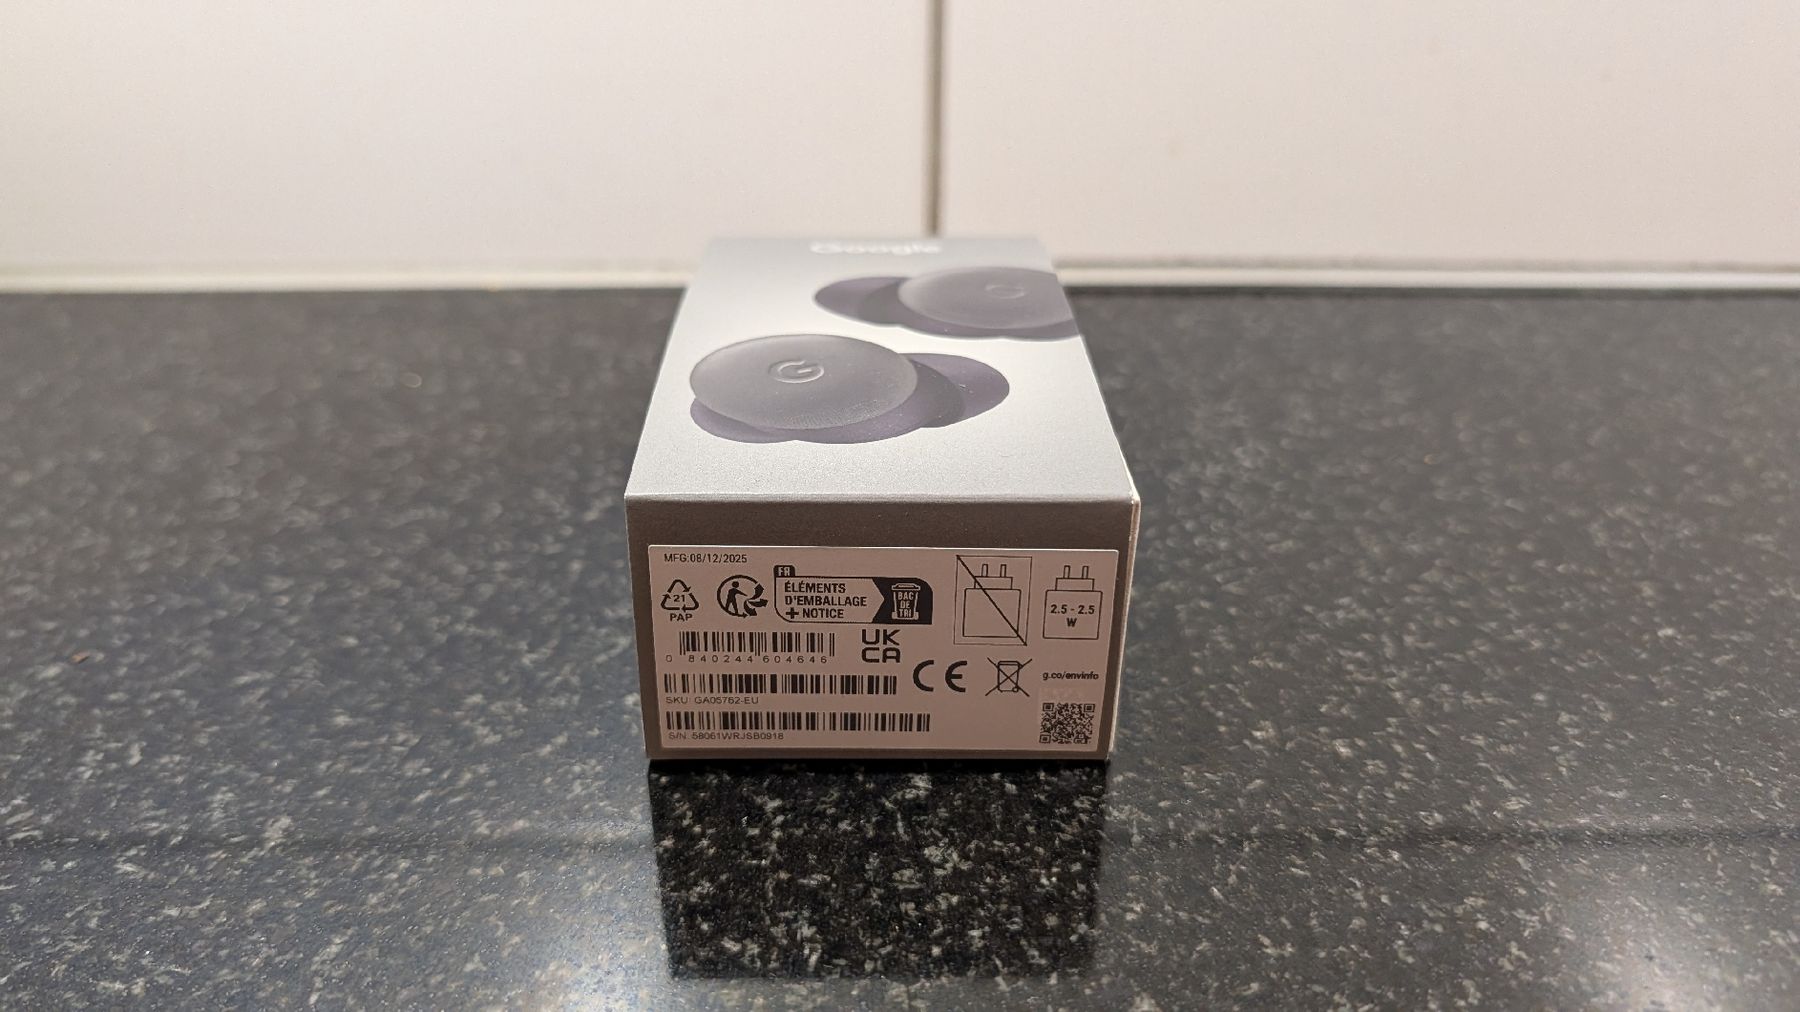 Google
G
G
MFG:08/12/2025
21
PAP
FR
ÉLÉMENTS
D'EMBALLAGE
+ NOTICE
BAC
DE
TRI
2.5 - 2.5
W
0 840244 604646
UK
CA
CE
g.co/envinfo
SKU: GA05762-EU
S/N: 58061WRJSB0918